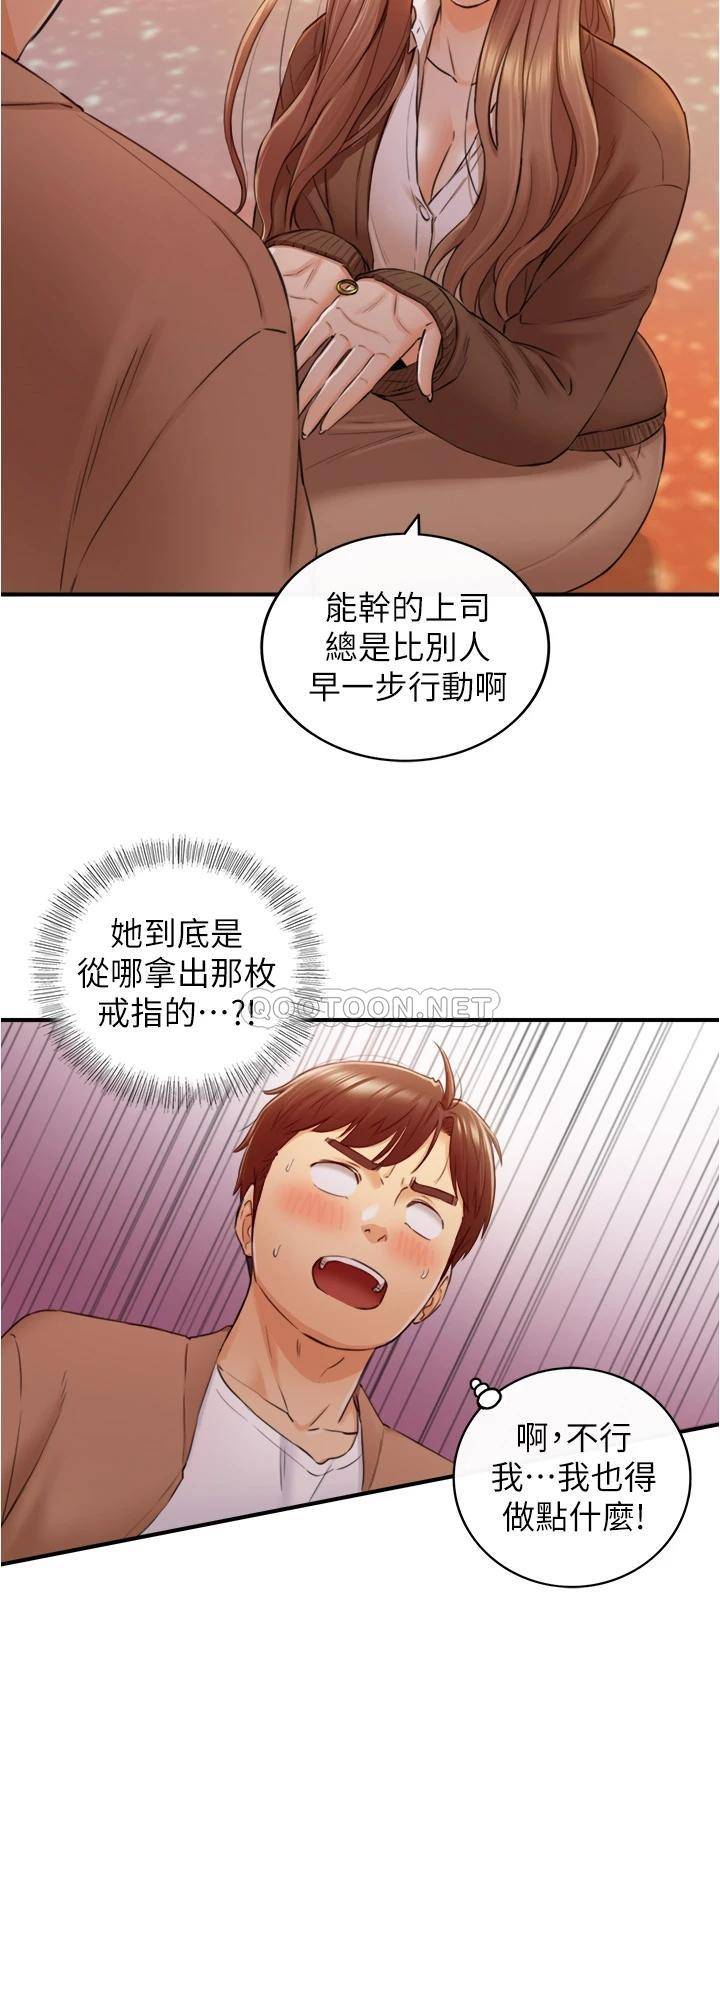 能幹的上司
總是比別人
早一步行動啊
她到底是
從哪拿出那枚
戒指的…?!
QOOTOON.NET
啊,不行
我…我也得
做點什麼!